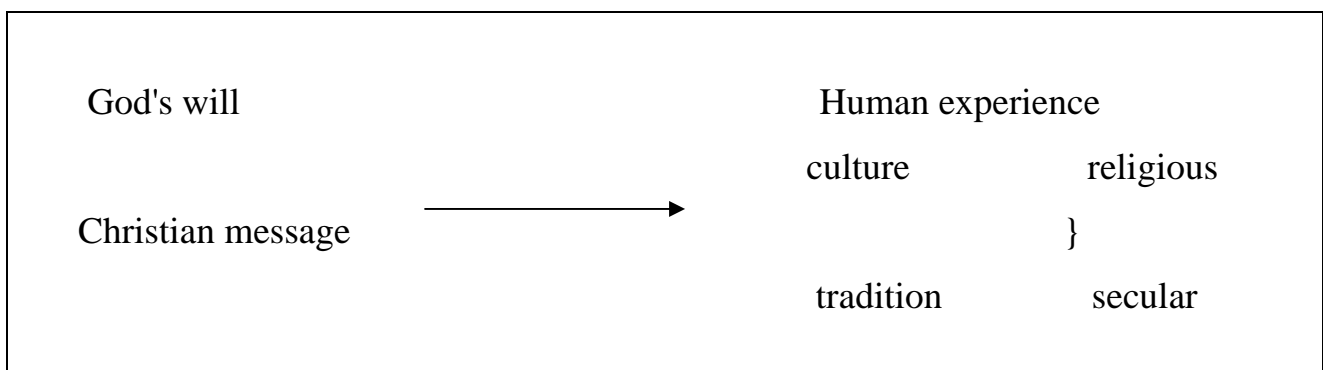 God's will Human experience
culture religious
Christian message }
tradition secular